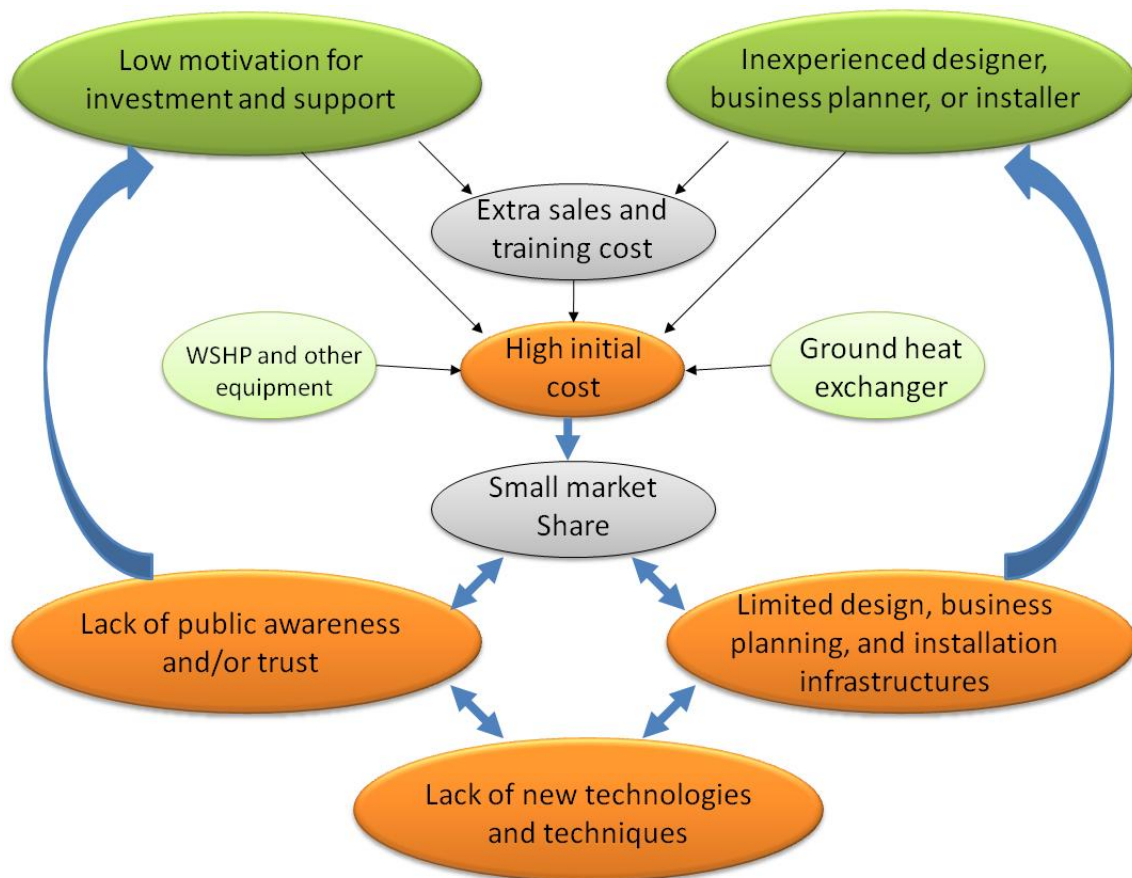 Low motivation for
investment and support
Inexperienced designer,
business planner, or installer
Extra sales and
training cost
WSHP and other
equipment
High initial
cost
Ground heat
exchanger
Small market
Share
Lack of public awareness
and/or trust
Limited design, business
planning, and installation
infrastructures
Lack of new technologies
and techniques